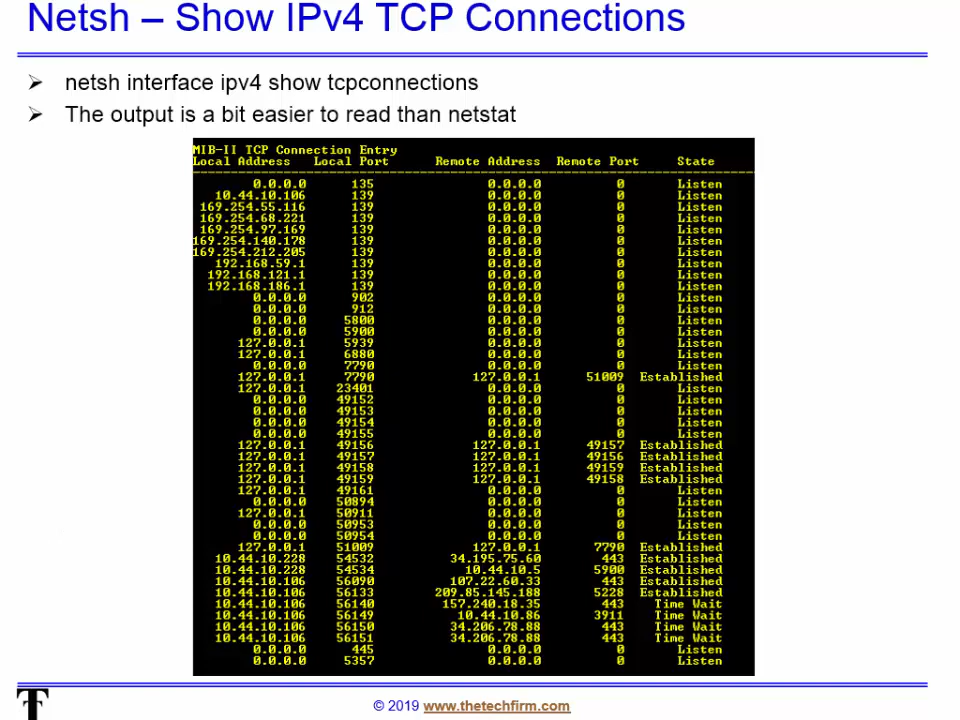 Netsh – Show IPv4 TCP Connections
➢ netsh interface ipv4 show tcpconnections
➢ The output is a bit easier to read than netstat
MIB-II TCP Connection Entry
Local Address Local Port Remote Address Remote Port State
0.0.0.0 135 0.0.0.0 0 Listen
10.44.10.106 139 0.0.0.0 0 Listen
169.254.55.116 139 0.0.0.0 0 Listen
169.254.68.221 139 0.0.0.0 0 Listen
169.254.97.169 139 0.0.0.0 0 Listen
169.254.140.178 139 0.0.0.0 0 Listen
169.254.212.205 139 0.0.0.0 0 Listen
192.168.59.1 139 0.0.0.0 0 Listen
192.168.121.1 139 0.0.0.0 0 Listen
192.168.186.1 139 0.0.0.0 0 Listen
0.0.0.0 902 0.0.0.0 0 Listen
0.0.0.0 912 0.0.0.0 0 Listen
0.0.0.0 5800 0.0.0.0 0 Listen
0.0.0.0 5900 0.0.0.0 0 Listen
127.0.0.1 5939 0.0.0.0 0 Listen
127.0.0.1 6880 0.0.0.0 0 Listen
0.0.0.0 7790 0.0.0.0 0 Listen
127.0.0.1 7790 127.0.0.1 51009 Established
127.0.0.1 23401 0.0.0.0 0 Listen
0.0.0.0 49152 0.0.0.0 0 Listen
0.0.0.0 49153 0.0.0.0 0 Listen
0.0.0.0 49154 0.0.0.0 0 Listen
0.0.0.0 49155 0.0.0.0 0 Listen
127.0.0.1 49156 127.0.0.1 49157 Established
127.0.0.1 49157 127.0.0.1 49156 Established
127.0.0.1 49158 127.0.0.1 49159 Established
127.0.0.1 49159 127.0.0.1 49158 Established
127.0.0.1 49161 0.0.0.0 0 Listen
0.0.0.0 50894 0.0.0.0 0 Listen
127.0.0.1 50911 0.0.0.0 0 Listen
0.0.0.0 50953 0.0.0.0 0 Listen
0.0.0.0 50954 0.0.0.0 0 Listen
127.0.0.1 51009 127.0.0.1 7790 Established
10.44.10.228 54532 34.195.75.60 443 Established
10.44.10.228 54534 10.44.10.5 5900 Established
10.44.10.106 56090 107.22.60.33 443 Established
10.44.10.106 56133 209.85.145.188 5228 Established
10.44.10.106 56140 157.240.18.35 443 Time Wait
10.44.10.106 56149 10.44.10.86 3911 Time Wait
10.44.10.106 56150 34.206.78.88 443 Time Wait
10.44.10.106 56151 34.206.78.88 443 Time Wait
0.0.0.0 445 0.0.0.0 0 Listen
0.0.0.0 5357 0.0.0.0 0 Listen
© 2019 www.thetechfirm.com